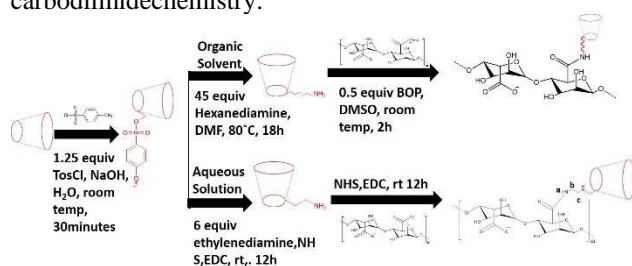 carbodiimidechemistry.
Organic
Solvent
45 equiv
Hexanediamine,
DMF, 80˚C, 18h
NH2
0.5 equiv BOP,
DMSO, room
temp, 2h
1.25 equiv
TosCl, NaOH,
H2O, room
temp,
30minutes
Aqueous
Solution
6 equiv
ethylenediamine,NH
S,EDC, rt,. 12h
NH2
NHS,EDC, rt 12h
a
b
c